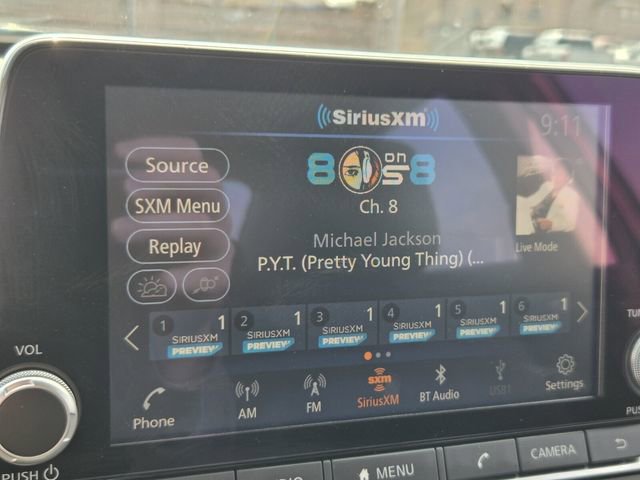 SiriusXM
9:11
Source
80s on 8
SXM Menu
Ch. 8
Replay
Michael Jackson
P.Y.T. (Pretty Young Thing) (...
Live Mode
1 1 SIRIUSXM PREVIEW
2 1 SIRIUSXM PREVIEW
3 1 SIRIUSXM PREVIEW
4 1 SIRIUSXM PREVIEW
5 1 SIRIUSXM PREVIEW
6 1 SIRIUSXM PREVIEW
Phone
AM
FM
sxm
SiriusXM
BT Audio
USB1
Settings
VOL
PUSH
MENU
CAMERA
PUSH